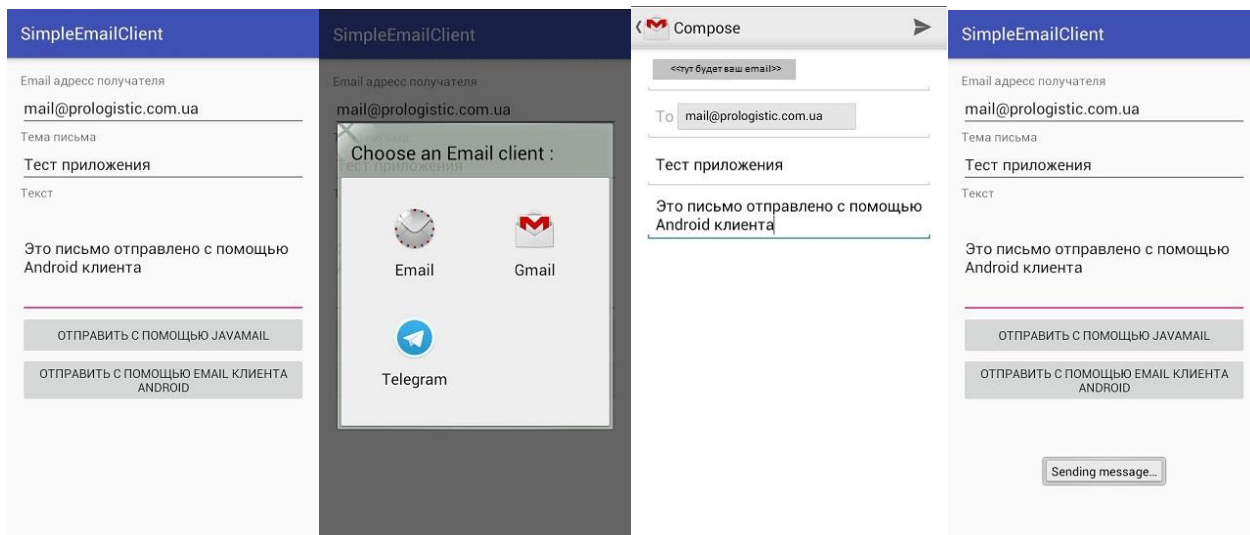 SimpleEmailClient
Email адресс получателя
mail@prologistic.com.ua
Тема письма
Тест приложения
Текст
Это письмо отправлено с помощью
Android клиента
ОТПРАВИТЬ С ПОМОЩЬЮ JAVAMAIL
ОТПРАВИТЬ С ПОМОЩЬЮ EMAIL КЛИЕНТА
ANDROID
SimpleEmailClient
Email адресс получателя
mail@prologistic.com.ua
Choose an Email client :
Тест приложения
Email
Gmail
Telegram
Compose
<<тут будет ваш email>>
To mail@prologistic.com.ua
Тест приложения
Это письмо отправлено с помощью
Android клиента
SimpleEmailClient
Email адресс получателя
mail@prologistic.com.ua
Тема письма
Тест приложения
Текст
Это письмо отправлено с помощью
Android клиента
ОТПРАВИТЬ С ПОМОЩЬЮ JAVAMAIL
ОТПРАВИТЬ С ПОМОЩЬЮ EMAIL КЛИЕНТА
ANDROID
Sending message...